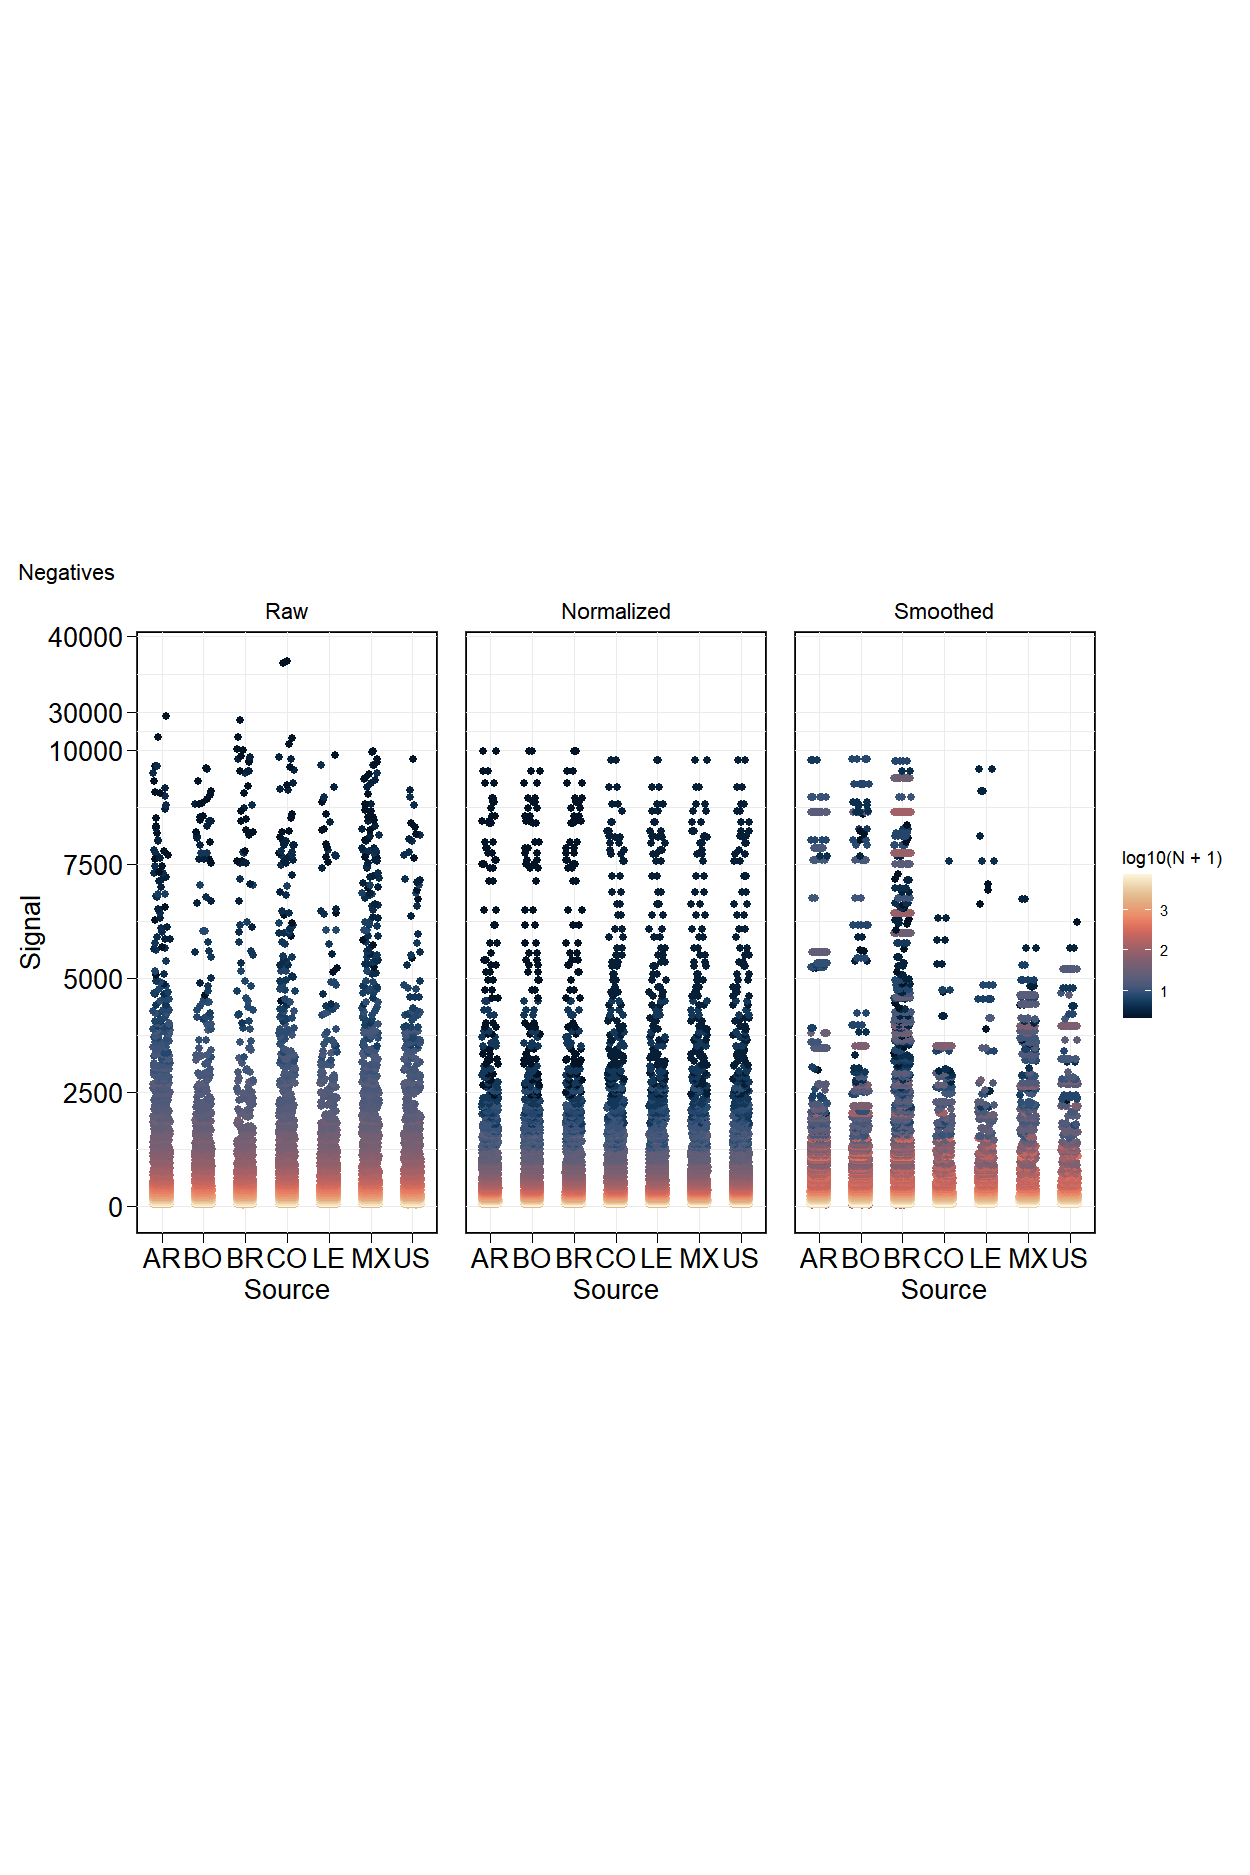 Negatives
Raw Normalized Smoothed
40000
30000
10000
7500
5000
2500
0
Signal
AR BO BR CO LE MX US AR BO BR CO LE MX US AR BO BR CO LE MX US
Source Source Source
log10(N + 1)
3
2
1